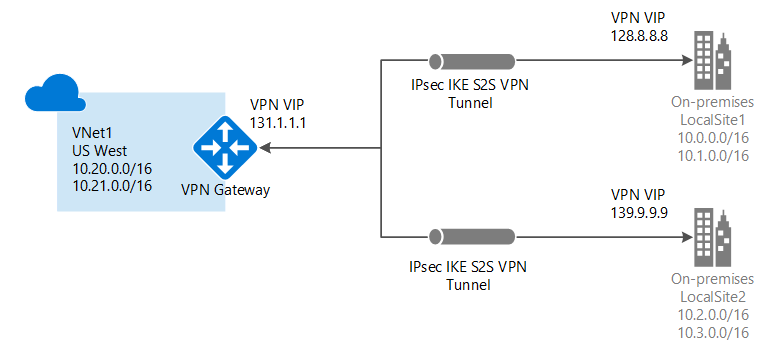 VPN VIP
128.8.8.8
IPsec IKE S2S VPN
Tunnel
On-premises
LocalSite1
10.0.0.0/16
10.1.0.0/16
VPN VIP
131.1.1.1
VNet1
US West
10.20.0.0/16
10.21.0.0/16
VPN Gateway
VPN VIP
139.9.9.9
IPsec IKE S2S VPN
Tunnel
On-premises
LocalSite2
10.2.0.0/16
10.3.0.0/16